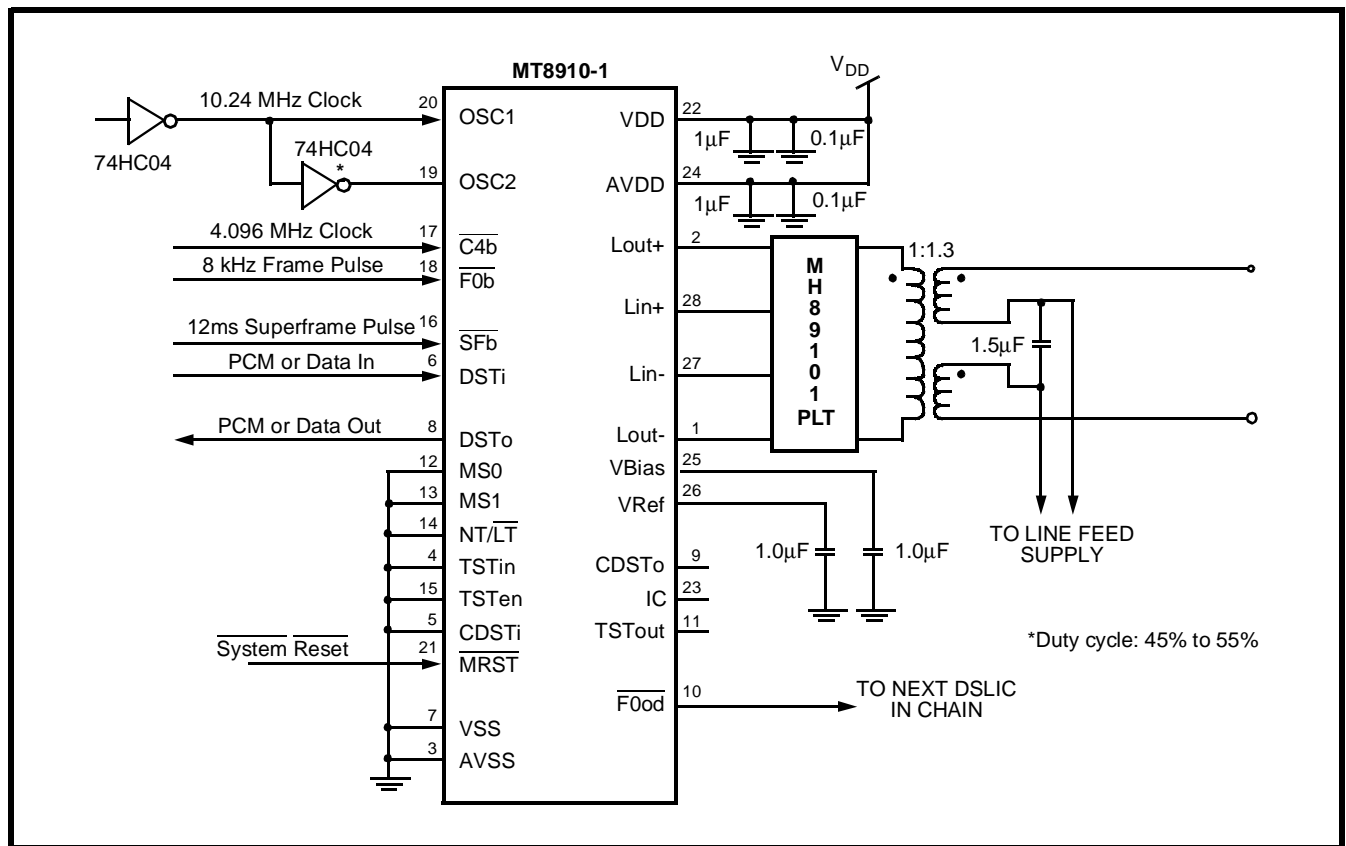 MT8910-1
VDD
10.24 MHz Clock
20
OSC1
VDD
22
74HC04
1μF
0.1μF
74HC04
*
19
OSC2
AVDD
24
1μF
0.1μF
4.096 MHz Clock
17
C4b
Lout+
2
8 kHz Frame Pulse
18
F0b
MH89101
PLT
1:1.3
Lin+
28
12ms Superframe Pulse
16
SFb
1.5μF
PCM or Data In
6
DSTi
Lin-
27
PCM or Data Out
8
DSTo
Lout-
1
12
MS0
VBias
25
13
MS1
VRef
26
14
NT/LT
TO LINE FEED
SUPPLY
4
TSTin
1.0μF
1.0μF
CDSTo
9
15
TSTen
IC
23
5
CDSTi
TSTout
11
*Duty cycle: 45% to 55%
System Reset
21
MRST
F0od
10
TO NEXT DSLIC
IN CHAIN
7
VSS
3
AVSS